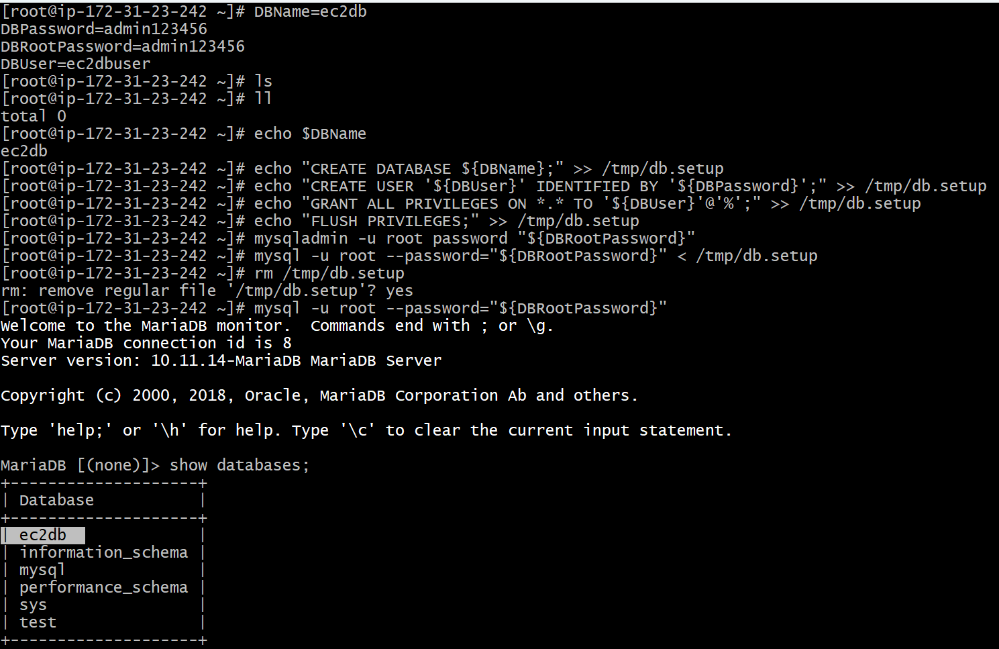 [root@ip-172-31-23-242 ~]# DBName=ec2db
DBPassword=admin123456
DBRootPassword=admin123456
DBUser=ec2dbuser
[root@ip-172-31-23-242 ~]# ls
[root@ip-172-31-23-242 ~]# ll
total 0
[root@ip-172-31-23-242 ~]# echo $DBName
ec2db
[root@ip-172-31-23-242 ~]# echo "CREATE DATABASE ${DBName};" >> /tmp/db.setup
[root@ip-172-31-23-242 ~]# echo "CREATE USER '${DBUser}' IDENTIFIED BY '${DBPassword}';" >> /tmp/db.setup
[root@ip-172-31-23-242 ~]# echo "GRANT ALL PRIVILEGES ON *.* TO '${DBUser}'@'%';" >> /tmp/db.setup
[root@ip-172-31-23-242 ~]# echo "FLUSH PRIVILEGES;" >> /tmp/db.setup
[root@ip-172-31-23-242 ~]# mysqladmin -u root password "${DBRootPassword}"
[root@ip-172-31-23-242 ~]# mysql -u root --password="${DBRootPassword}" < /tmp/db.setup
[root@ip-172-31-23-242 ~]# rm /tmp/db.setup
rm: remove regular file '/tmp/db.setup'? yes
[root@ip-172-31-23-242 ~]# mysql -u root --password="${DBRootPassword}"
Welcome to the MariaDB monitor.  Commands end with ; or \g.
Your MariaDB connection id is 8
Server version: 10.11.14-MariaDB MariaDB Server

Copyright (c) 2000, 2018, Oracle, MariaDB Corporation Ab and others.

Type 'help;' or '\h' for help. Type '\c' to clear the current input statement.

MariaDB [(none)]> show databases;
+--------------------+
| Database           |
+--------------------+
| ec2db              |
| information_schema |
| mysql              |
| performance_schema |
| sys                |
| test               |
+--------------------+